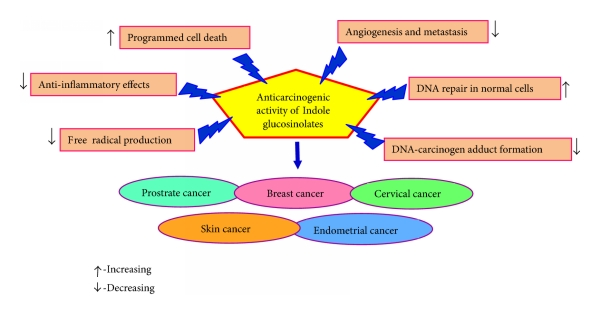 ↑ Programmed cell death
Angiogenesis and metastasis ↓
↓ Anti-inflammatory effects
DNA repair in normal cells ↑
Anticarcinogenic
activity of Indole
glucosinolates
↓ Free radical production
DNA-carcinogen adduct formation ↓
Prostrate cancer
Breast cancer
Cervical cancer
Skin cancer
Endometrial cancer
↑-Increasing
↓-Decreasing